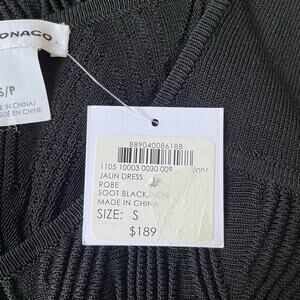 ONACO
S/P
E IN CHINA/
QUÉ EN CHINE
889040086188
1105 10003 0030 009
JALIN DRESS
ROBE
SOOT BLACK,
MADE IN CHINA
SIZE: S
$189